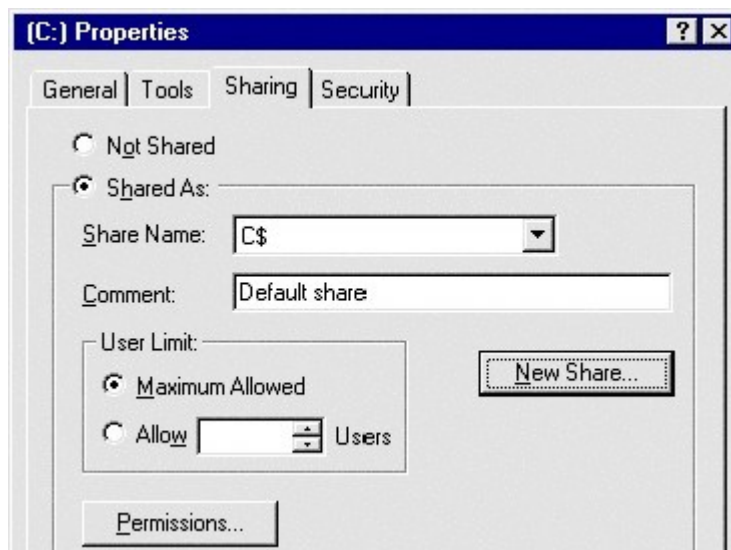 (C:) Properties ? X
General Tools Sharing Security
Not Shared
Shared As:
Share Name: C$
Comment: Default share
User Limit:
Maximum Allowed
New Share...
Allow Users
Permissions...